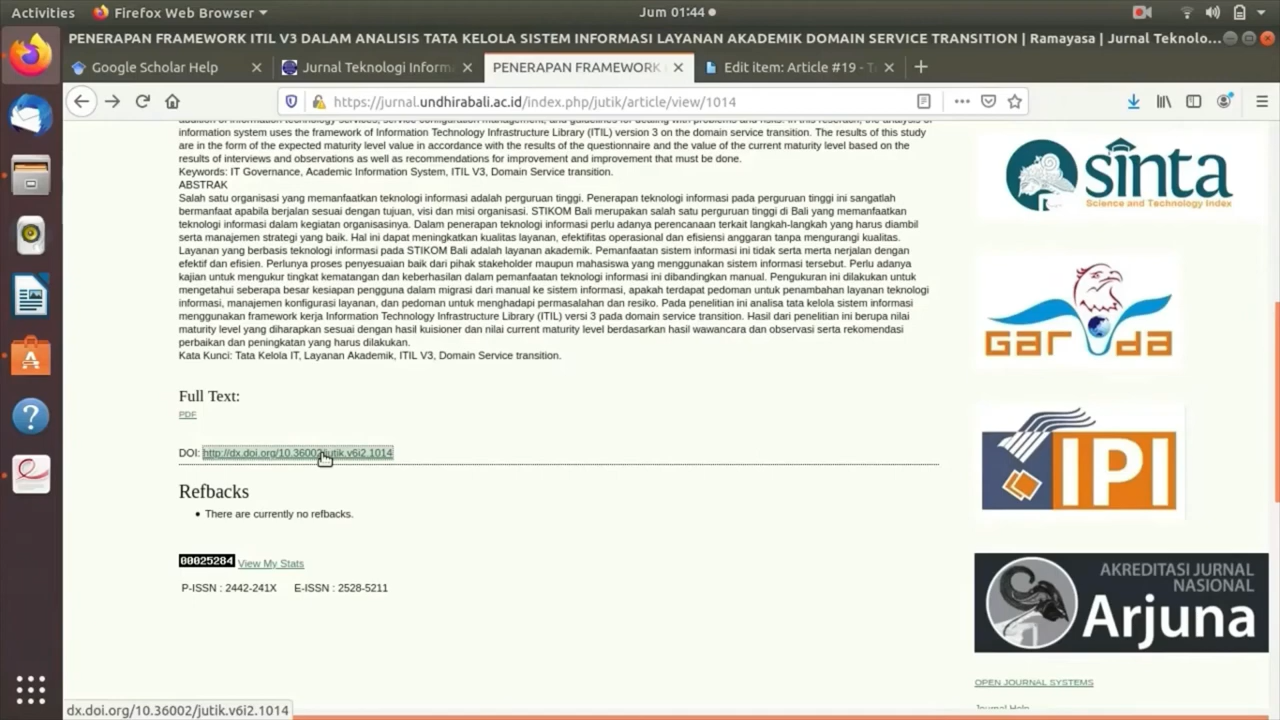 Activities Firefox Web Browser Jum 01:44
PENERAPAN FRAMEWORK ITIL V3 DALAM ANALISIS TATA KELOLA SISTEM INFORMASI LAYANAN AKADEMIK DOMAIN SERVICE TRANSITION | Ramayasa | Jurnal Teknolo...
Google Scholar Help Jurnal Teknologi Inform PENERAPAN FRAMEWORK Edit item: Article #19 - T
https://jurnal.undhirabali.ac.id/index.php/jutik/article/view/1014
information system uses the framework of Information Technology Infrastructure Library (ITIL) version 3 on the domain service transition. The results of this study
are in the form of the expected maturity level value in accordance with the results of the questionnaire and the value of the current maturity level based on the
results of interviews and observations as well as recommendations for improvement and improvement that must be done.
Keywords: IT Governance, Academic Information System, ITIL V3, Domain Service transition.
ABSTRAK
Salah satu organisasi yang memanfaatkan teknologi informasi adalah perguruan tinggi. Penerapan teknologi informasi pada perguruan tinggi ini sangatlah
bermanfaat apabila berjalan sesuai dengan tujuan, visi dan misi organisasi. STIKOM Bali merupakan salah satu perguruan tinggi di Bali yang memanfaatkan
teknologi informasi dalam kegiatan organisasinya. Dalam penerapan teknologi informasi perlu adanya perencanaan terkait langkah-langkah yang harus diambil
serta manajemen strategi yang baik. Hal ini dapat meningkatkan kualitas layanan, efektifitas operasional dan efisiensi anggaran tanpa mengurangi kualitas.
Layanan yang berbasis teknologi informasi pada STIKOM Bali adalah layanan akademik. Pemanfaatan sistem informasi ini tidak serta merta nerjalan dengan
efektif dan efisien. Perlunya proses penyesuaian baik dari pihak stakeholder maupun mahasiswa yang menggunakan sistem informasi tersebut. Perlu adanya
kajian untuk mengukur tingkat kematangan dan keberhasilan dalam pemanfaatan teknologi informasi ini dibandingkan manual. Pengukuran ini dilakukan untuk
mengetahui seberapa besar kesiapan pengguna dalam migrasi dari manual ke sistem informasi, apakah terdapat pedoman untuk penambahan layanan teknologi
informasi, manajemen konfigurasi layanan, dan pedoman untuk menghadapi permasalahan dan resiko. Pada penelitian ini analisa tata kelola sistem informasi
menggunakan framework kerja Information Technology Infrastructure Library (ITIL) versi 3 pada domain service transition. Hasil dari penelitian ini berupa nilai
maturity level yang diharapkan sesuai dengan hasil kuisioner dan nilai current maturity level berdasarkan hasil wawancara dan observasi serta rekomendasi
perbaikan dan peningkatan yang harus dilakukan.
Kata Kunci: Tata Kelola IT, Layanan Akademik, ITIL V3, Domain Service transition.
Full Text:
PDF
DOI: http://dx.doi.org/10.36002/jutik.v6i2.1014
Refbacks
There are currently no refbacks.
00025284 View My Stats
P-ISSN : 2442-241X E-ISSN : 2528-5211
sinta
Science and Technology Index
GARUDA
IPI
AKREDITASI JURNAL
NASIONAL
Arjuna
OPEN JOURNAL SYSTEMS
Journal Help
dx.doi.org/10.36002/jutik.v6i2.1014